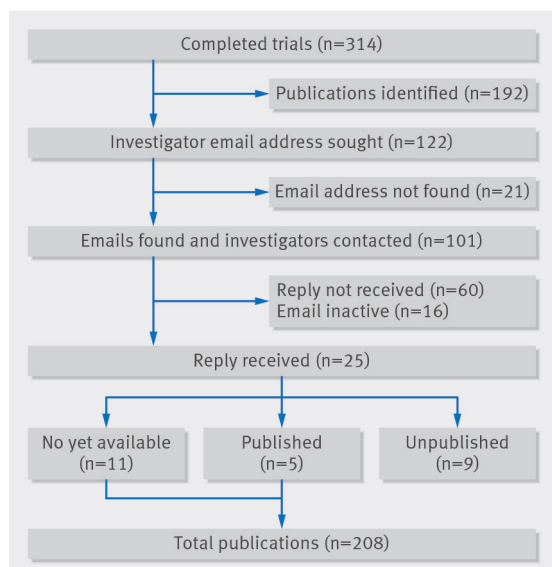 Completed trials (n=314)
Publications identified (n=192)
Investigator email address sought (n=122)
Email address not found (n=21)
Emails found and investigators contacted (n=101)
Reply not received (n=60)
Email inactive (n=16)
Reply received (n=25)
No yet available
(n=11)
Published
(n=5)
Unpublished
(n=9)
Total publications (n=208)